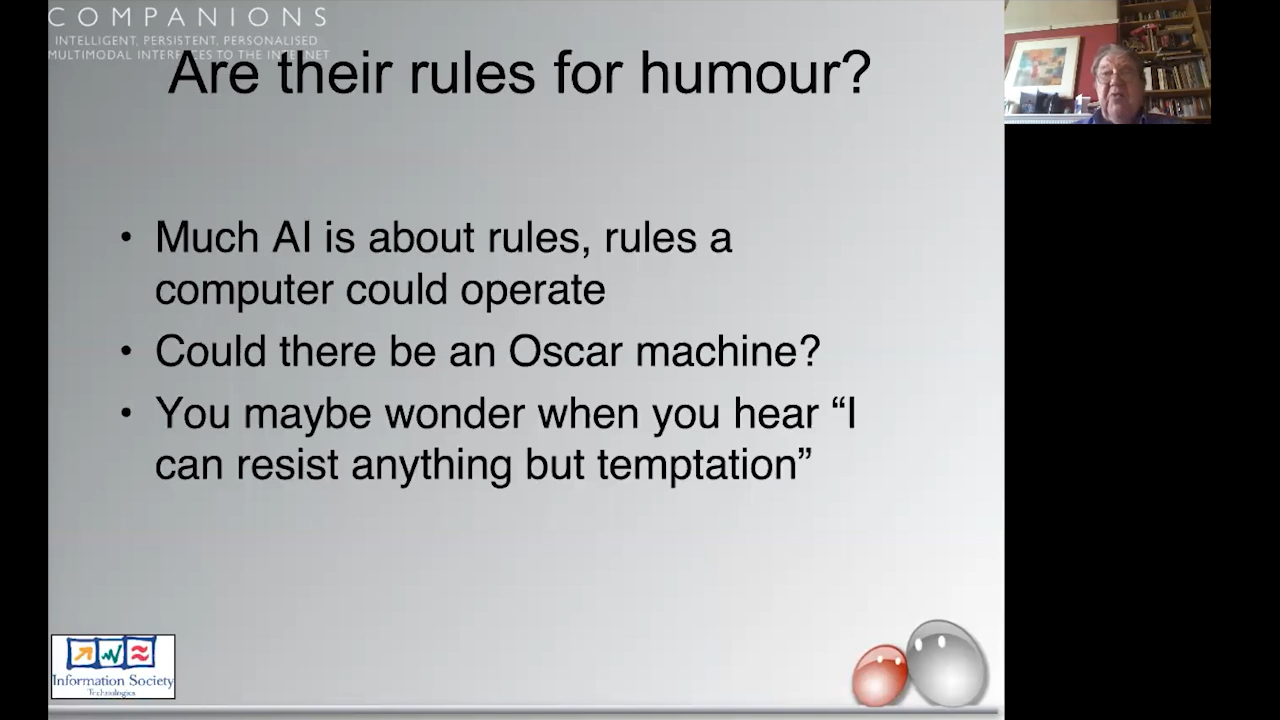 COMPANIONS
INTELLIGENT, PERSISTENT, PERSONALISED
MULTIMODAL INTERFACES TO THE INTERNET
Are their rules for humour?
• Much AI is about rules, rules a
computer could operate
• Could there be an Oscar machine?
• You maybe wonder when you hear “I
can resist anything but temptation”
Information Society
Technologies